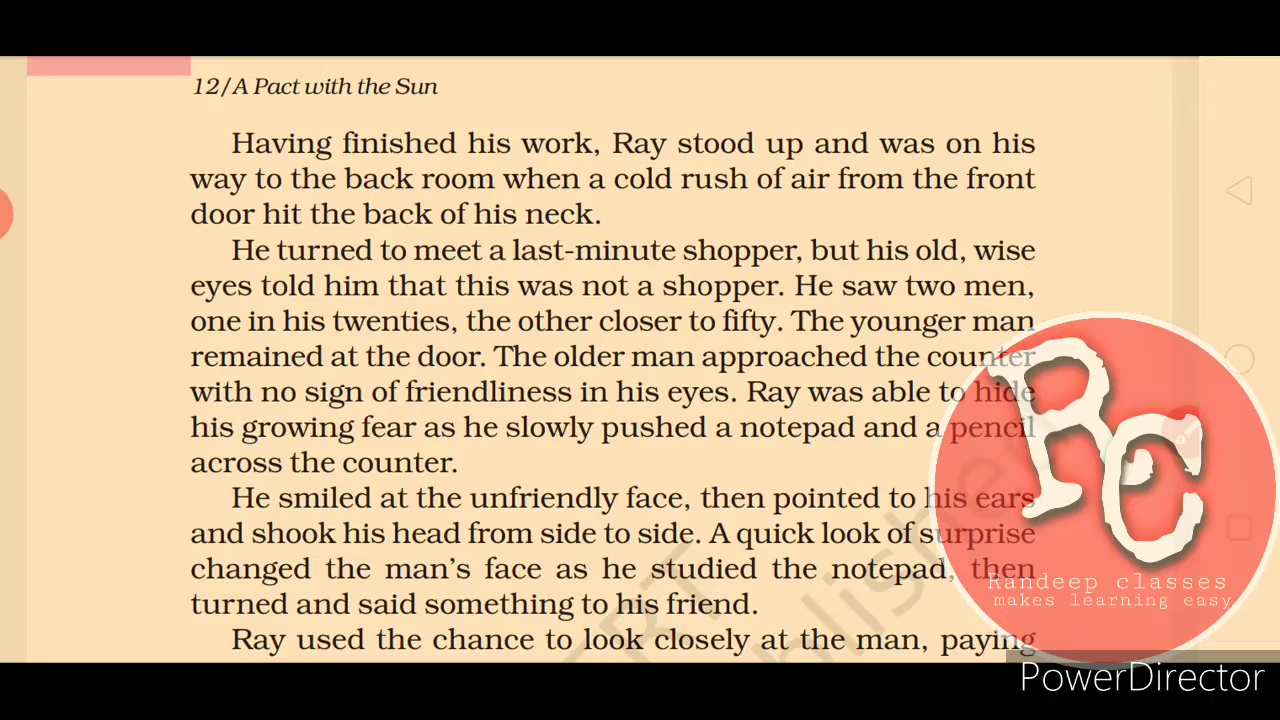 12/A Pact with the Sun
Having finished his work, Ray stood up and was on his
way to the back room when a cold rush of air from the front
door hit the back of his neck.
He turned to meet a last-minute shopper, but his old, wise
eyes told him that this was not a shopper. He saw two men,
one in his twenties, the other closer to fifty. The younger man
remained at the door. The older man approached the counter
with no sign of friendliness in his eyes. Ray was able to hide
his growing fear as he slowly pushed a notepad and a pencil
across the counter.
He smiled at the unfriendly face, then pointed to his ears
and shook his head from side to side. A quick look of surprise
changed the man's face as he studied the notepad, then
turned and said something to his friend.
Ray used the chance to look closely at the man, paying
RC
Randeep classes
makes learning easy
PowerDirector